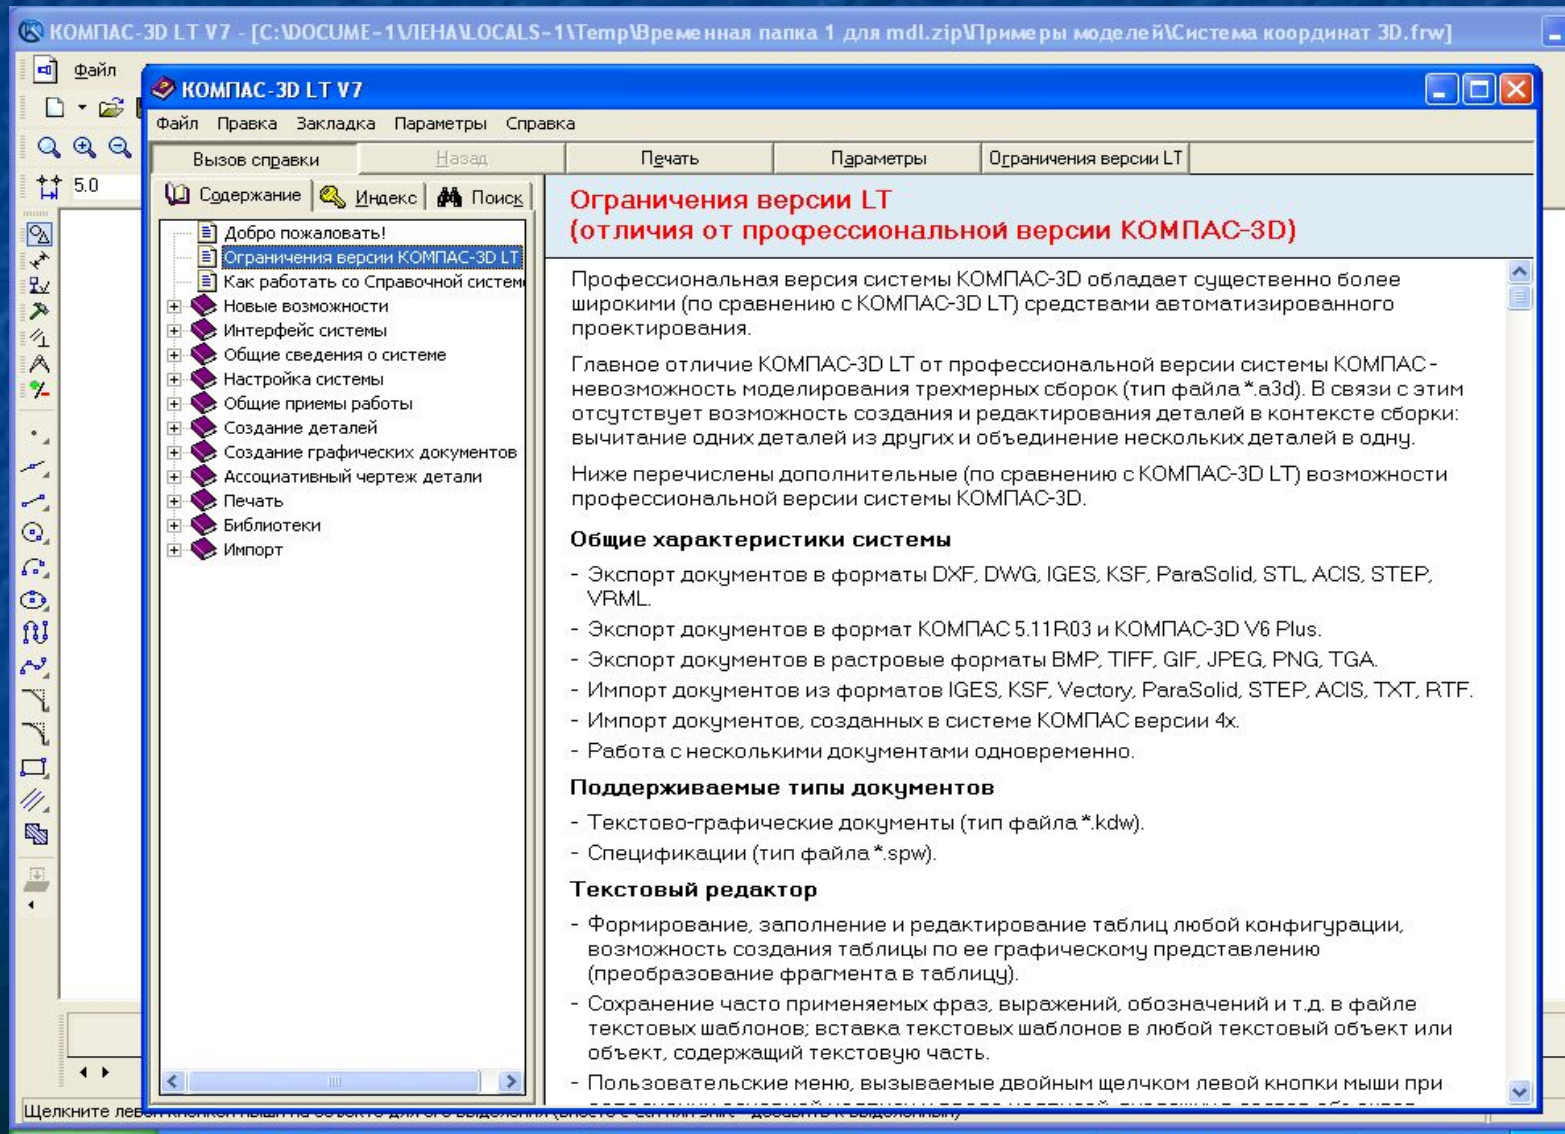 КОМПАС-3D LT V7 - [C:\DOCUME~1\ЛЕНА\LOCALS~1\Temp\Временная папка 1 для mdl.zip\Примеры моделей\Система координат 3D.frw]
Файл
КОМПАС-3D LT V7
Файл Правка Закладка Параметры Справка
Вызов справки Назад Печать Параметры Ограничения версии LT
5.0
Содержание Индекс Поиск
Добро пожаловать!
Ограничения версии КОМПАС-3D LT
Как работать со Справочной систем
Новые возможности
Интерфейс системы
Общие сведения о системе
Настройка системы
Общие приемы работы
Создание деталей
Создание графических документов
Ассоциативный чертеж детали
Печать
Библиотеки
Импорт
Ограничения версии LT
(отличия от профессиональной версии КОМПАС-3D)
Профессиональная версия системы КОМПАС-3D обладает существенно более
широкими (по сравнению с КОМПАС-3D LT) средствами автоматизированного
проектирования.
Главное отличие КОМПАС-3D LT от профессиональной версии системы КОМПАС -
невозможность моделирования трехмерных сборок (тип файла *.a3d). В связи с этим
отсутствует возможность создания и редактирования деталей в контексте сборки:
вычитание одних деталей из других и объединение нескольких деталей в одну.
Ниже перечислены дополнительные (по сравнению с КОМПАС-3D LT) возможности
профессиональной версии системы КОМПАС-3D.
Общие характеристики системы
- Экспорт документов в форматы DXF, DWG, IGES, KSF, ParaSolid, STL, ACIS, STEP,
VRML.
- Экспорт документов в формат КОМПАС 5.11R03 и КОМПАС-3D V6 Plus.
- Экспорт документов в растровые форматы BMP, TIFF, GIF, JPEG, PNG, TGA.
- Импорт документов из форматов IGES, KSF, Vectory, ParaSolid, STEP, ACIS, TXT, RTF.
- Импорт документов, созданных в системе КОМПАС версии 4x.
- Работа с несколькими документами одновременно.
Поддерживаемые типы документов
- Текстово-графические документы (тип файла *.kdw).
- Спецификации (тип файла *.spw).
Текстовый редактор
- Формирование, заполнение и редактирование таблиц любой конфигурации,
возможность создания таблицы по ее графическому представлению
(преобразование фрагмента в таблицу).
- Сохранение часто применяемых фраз, выражений, обозначений и т.д. в файле
текстовых шаблонов; вставка текстовых шаблонов в любой текстовый объект или
объект, содержащий текстовую часть.
- Пользовательские меню, вызываемые двойным щелчком левой кнопки мыши при
Щелкните